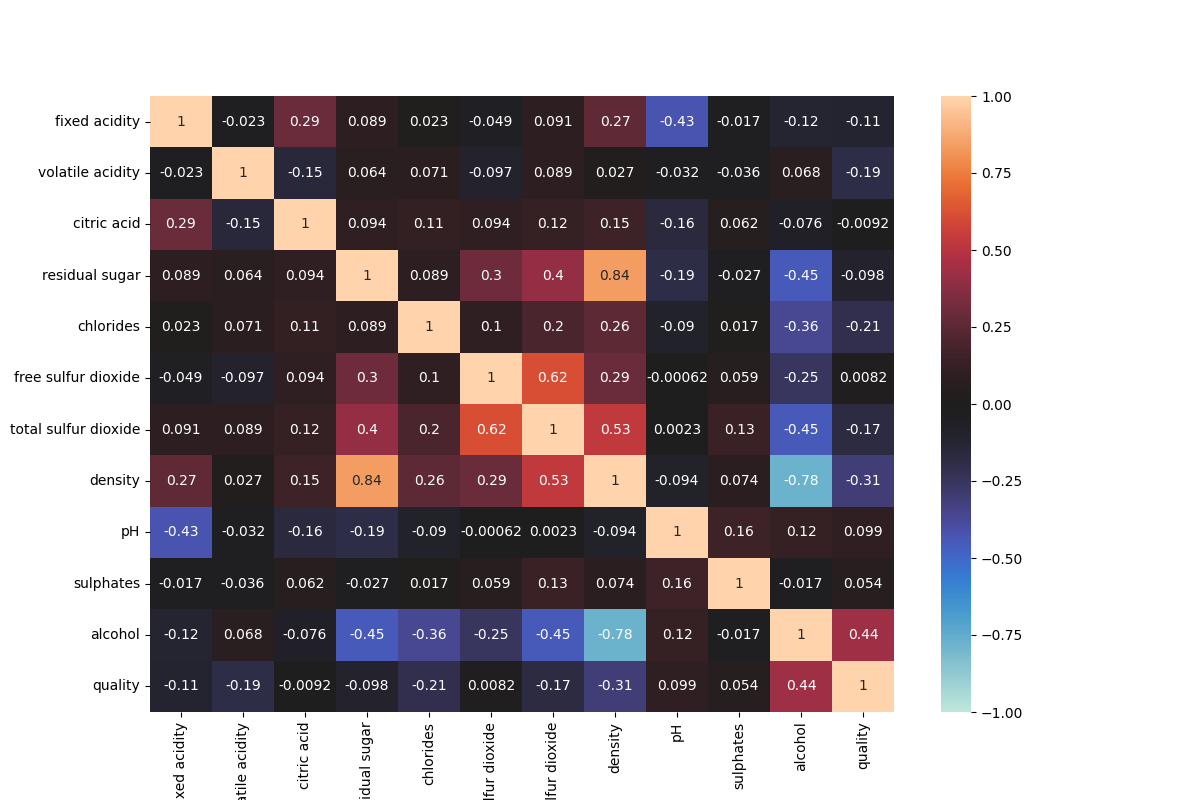 fixed acidity 1 -0.023 0.29 0.089 0.023 -0.049 0.091 0.27 -0.43 -0.017 -0.12 -0.11 1.00
volatile acidity -0.023 1 -0.15 0.064 0.071 -0.097 0.089 0.027 -0.032 -0.036 0.068 -0.19 0.75
citric acid 0.29 -0.15 1 0.094 0.11 0.094 0.12 0.15 -0.16 0.062 -0.076 -0.0092 0.50
residual sugar 0.089 0.064 0.094 1 0.089 0.3 0.4 0.84 -0.19 -0.027 -0.45 -0.098
chlorides 0.023 0.071 0.11 0.089 1 0.1 0.2 0.26 -0.09 0.017 -0.36 -0.21 0.25
free sulfur dioxide -0.049 -0.097 0.094 0.3 0.1 1 0.62 0.29 -0.00062 0.059 -0.25 0.0082 0.00
total sulfur dioxide 0.091 0.089 0.12 0.4 0.2 0.62 1 0.53 0.0023 0.13 -0.45 -0.17
density 0.27 0.027 0.15 0.84 0.26 0.29 0.53 1 -0.094 0.074 -0.78 -0.31 −0.25
pH -0.43 -0.032 -0.16 -0.19 -0.09 -0.00062 0.0023 -0.094 1 0.16 0.12 0.099 −0.50
sulphates -0.017 -0.036 0.062 -0.027 0.017 0.059 0.13 0.074 0.16 1 -0.017 0.054
alcohol -0.12 0.068 -0.076 -0.45 -0.36 -0.25 -0.45 -0.78 0.12 -0.017 1 0.44 −0.75
quality -0.11 -0.19 -0.0092 -0.098 -0.21 0.0082 -0.17 -0.31 0.099 0.054 0.44 1 −1.00
xed acidity
atile acidity
citric acid
idual sugar
chlorides
lfur dioxide
lfur dioxide
density
pH
sulphates
alcohol
quality